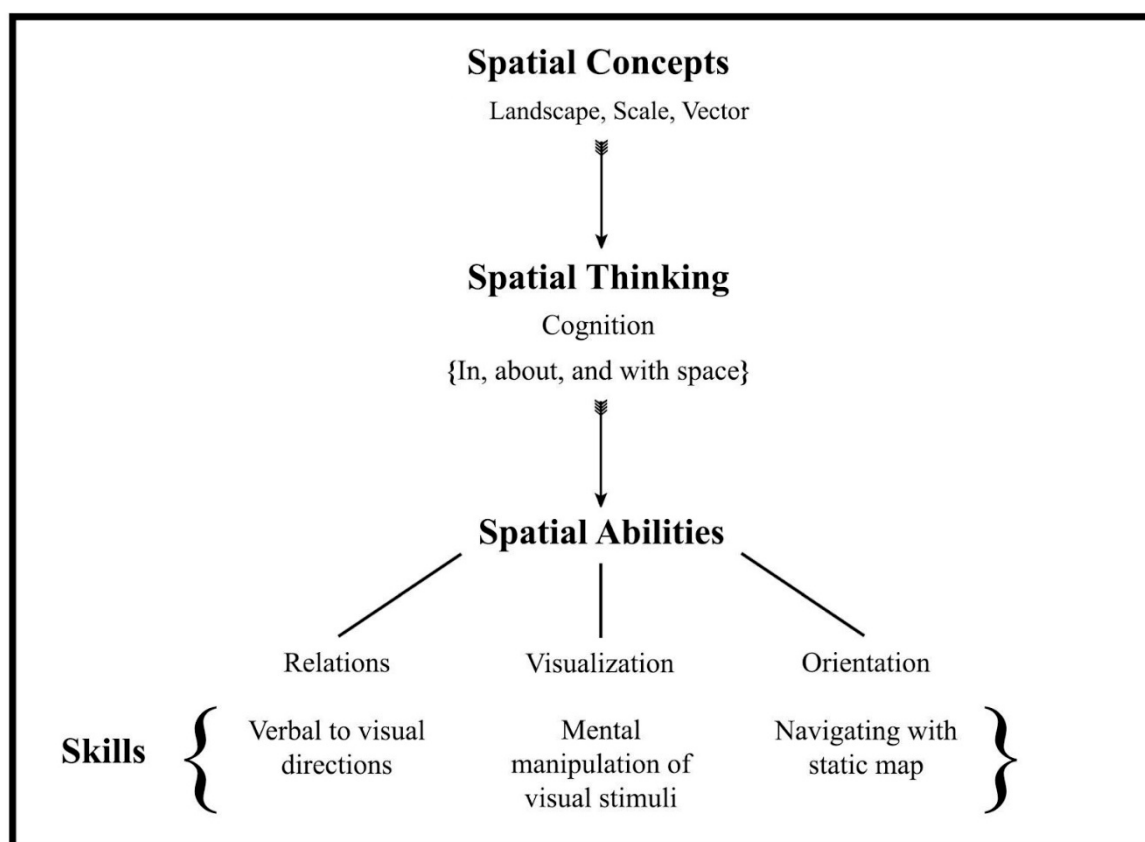 Spatial Concepts
Landscape, Scale, Vector
Spatial Thinking
Cognition
{In, about, and with space}
Spatial Abilities
Relations
Visualization
Orientation
Skills
Verbal to visual
directions
Mental
manipulation of
visual stimuli
Navigating with
static map